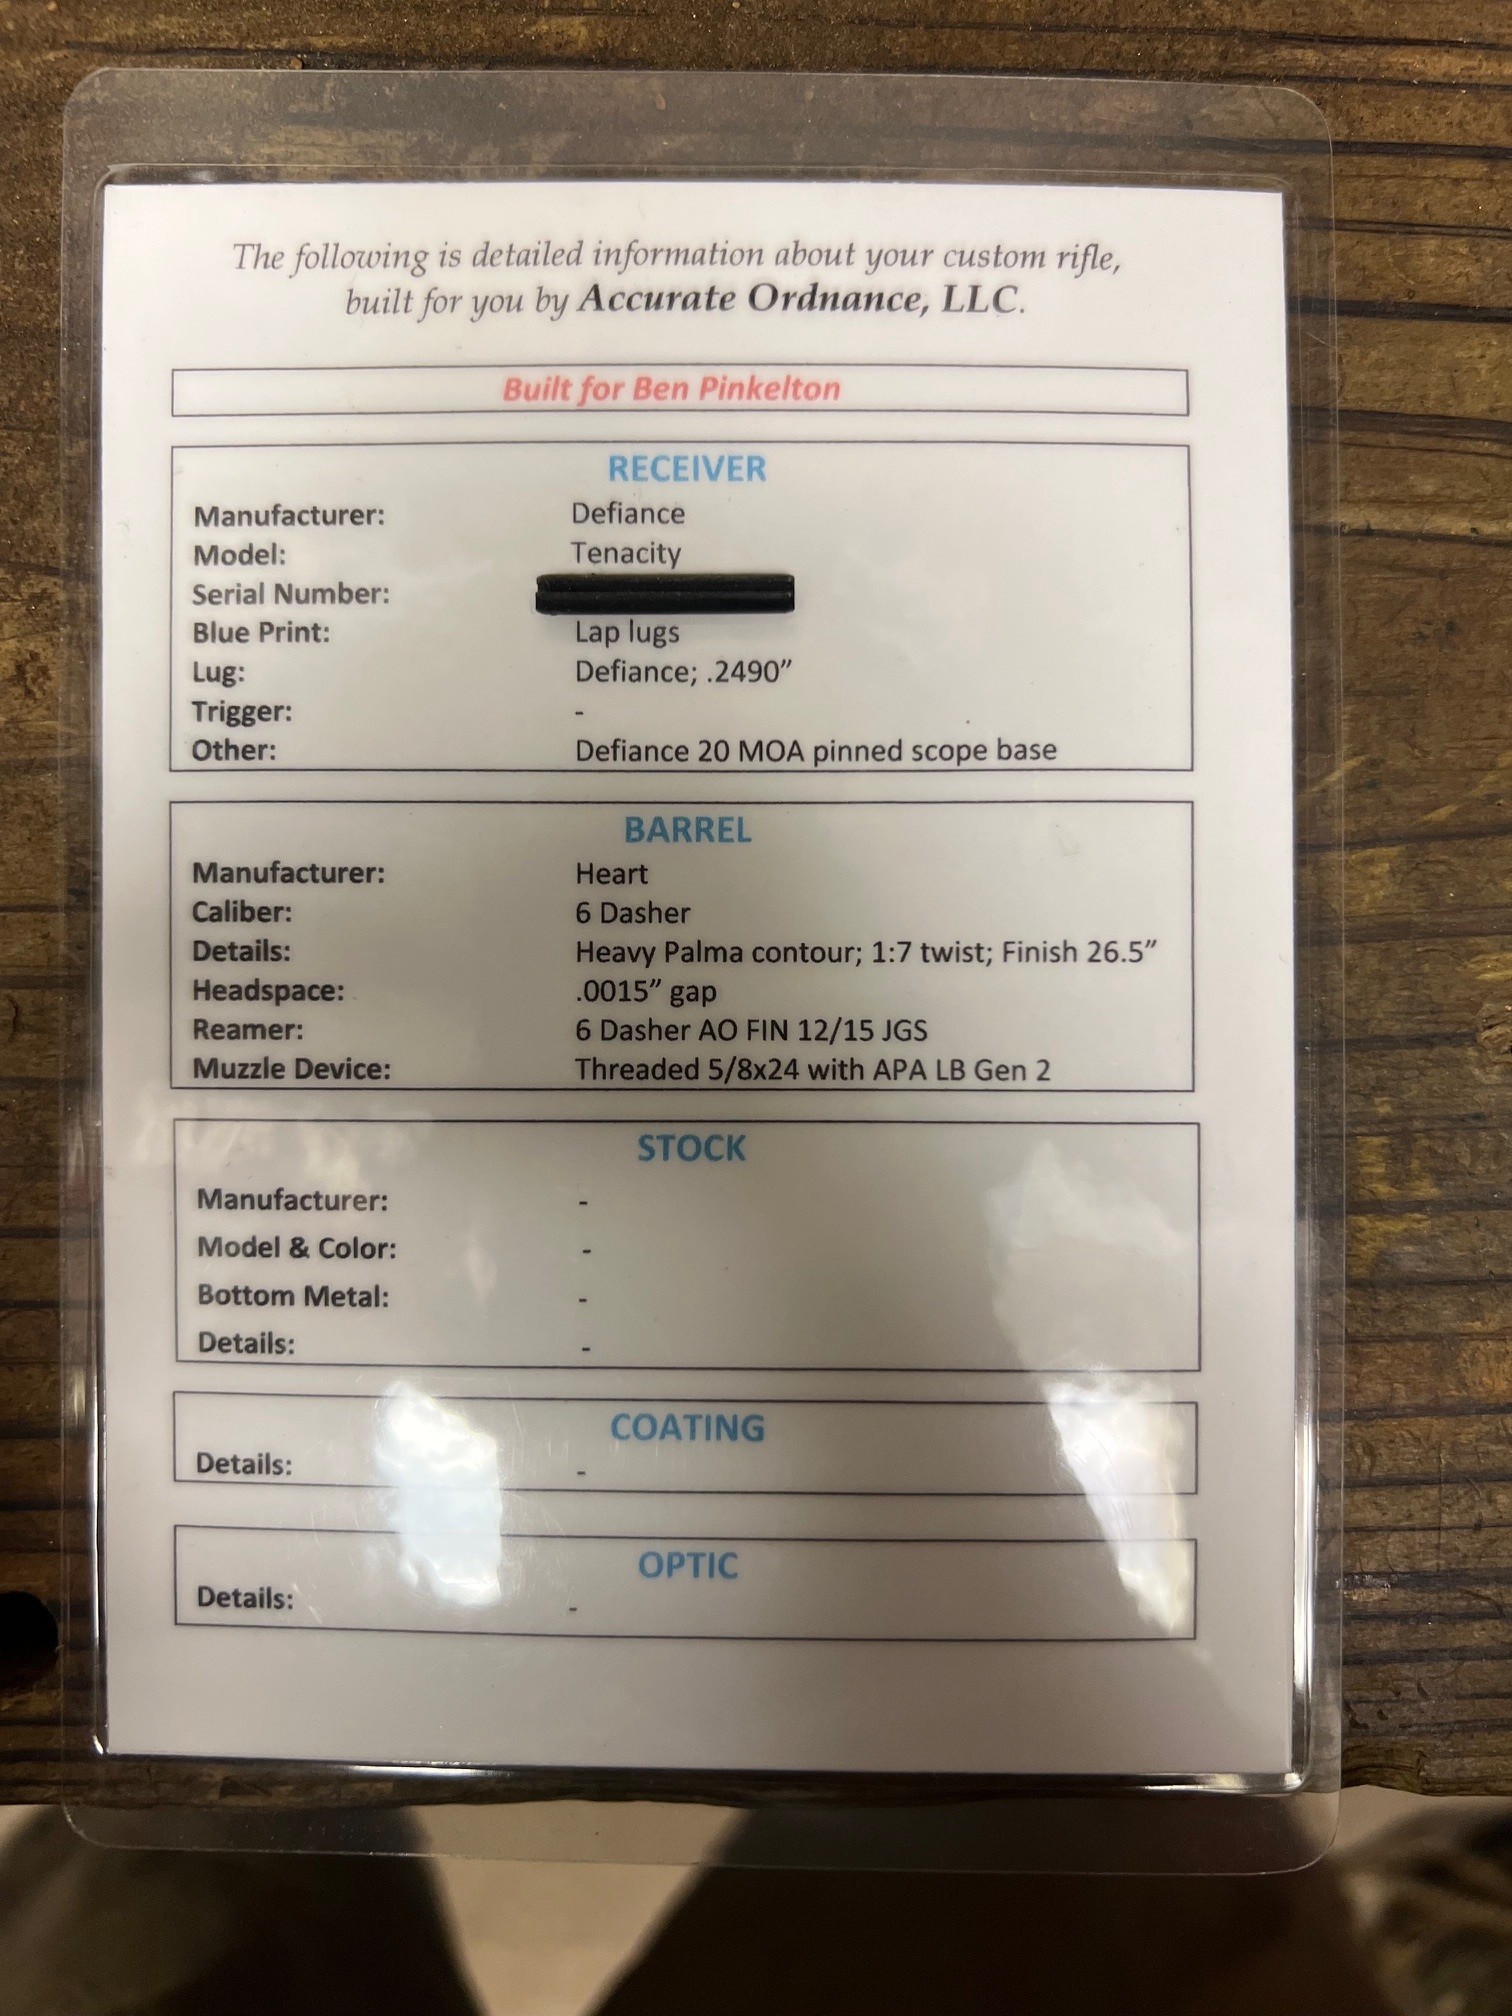 The following is detailed information about your custom rifle,
built for you by Accurate Ordnance, LLC.
Built for Ben Pinkelton
RECEIVER
Manufacturer: Defiance
Model: Tenacity
Serial Number:
Blue Print: Lap lugs
Lug: Defiance; .2490”
Trigger: -
Other: Defiance 20 MOA pinned scope base
BARREL
Manufacturer: Heart
Caliber: 6 Dasher
Details: Heavy Palma contour; 1:7 twist; Finish 26.5”
Headspace: .0015” gap
Reamer: 6 Dasher AO FIN 12/15 JGS
Muzzle Device: Threaded 5/8x24 with APA LB Gen 2
STOCK
Manufacturer: -
Model & Color: -
Bottom Metal: -
Details: -
COATING
Details: -
OPTIC
Details: -